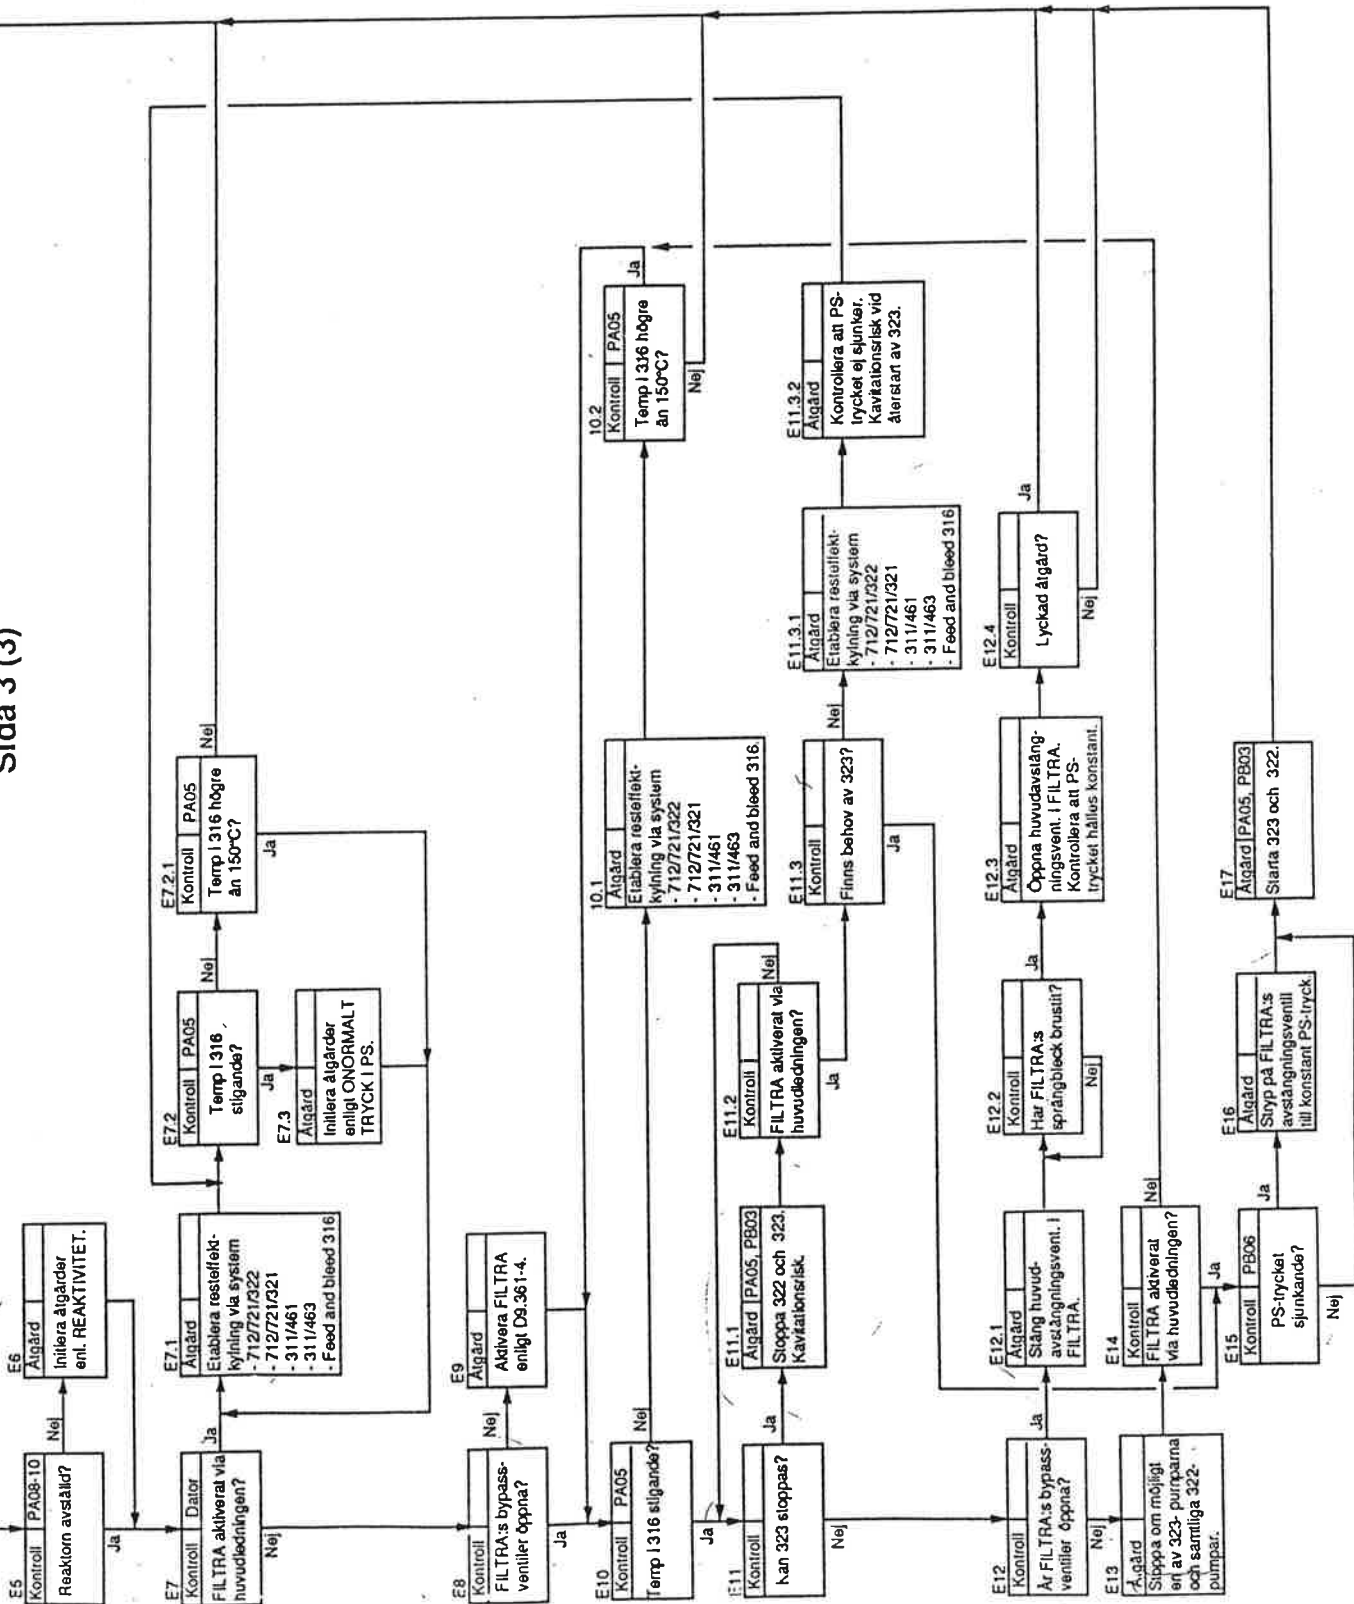 Sida 3 (3)
E5
Kontroll PA08-10
Reaktorn avställd?
Nej
Ja
E6
Åtgärd
Initiera åtgärder
enl. REAKTIVITET.
E7
Kontroll Dator
FILTRA aktiverat via
huvudledningen?
Ja
Nej
E7.1
Åtgärd
Etablera resteffekt-
kylning via system
- 712/721/322
- 712/721/321
- 311/461
- 311/463
- Feed and bleed 316
E7.2
Kontroll PA05
Temp i 316
stigande?
Nej
Ja
E7.2.1
Kontroll PA05
Temp i 316 högre
än 150°C?
Nej
Ja
E7.3
Åtgärd
Initiera åtgärder
enligt ONORMALT
TRYCK I PS.
E8
Kontroll
FILTRA:s bypass-
ventiler öppna?
Nej
Ja
E9
Åtgärd
Aktivera FILTRA
enligt D9.361-4.
E10
Kontroll PA05
Temp i 316 stigande?
Nej
Ja
10.1
Åtgärd
Etablera resteffekt-
kylning via system
- 712/721/322
- 712/721/321
- 311/461
- 311/463
- Feed and bleed 316.
10.2
Kontroll PA05
Temp i 316 högre
än 150°C?
Ja
Nej
E11
Kontroll
kan 323 stoppas?
Ja
Nej
E11.1
Åtgärd PA05, PB03
Stoppa 322 och 323.
Kavitationsrisk.
E11.2
Kontroll
FILTRA aktiverat via
huvudledningen?
Nej
Ja
E11.3
Kontroll
Finns behov av 323?
Nej
Ja
E11.3.1
Åtgärd
Etablera resteffekt-
kylning via system
- 712/721/322
- 712/721/321
- 311/461
- 311/463
- Feed and bleed 316
E11.3.2
Åtgärd
Kontrollera att PS-
trycket ej sjunker.
Kavitationsrisk vid
återstart av 323.
E12
Kontroll
Är FILTRA:s bypass-
ventiler öppna?
Ja
Nej
E12.1
Åtgärd
Stäng huvud-
avstängningsvent. i
FILTRA.
E12.2
Kontroll
Har FILTRA:s
sprängbleck brustit?
Ja
Nej
E12.3
Åtgärd
Öppna huvudavstäng-
ningsvent. i FILTRA.
Kontrollera att PS-
trycket hålles konstant.
E12.4
Kontroll
Lyckad åtgärd?
Ja
Nej
E13
Åtgärd
Stoppa om möjligt
en av 323- pumparna
och samtliga 322-
pumpar.
E14
Kontroll
FILTRA aktiverat
via huvudledningen?
Nej
Ja
E15
Kontroll PB06
PS-trycket
sjunkande?
Ja
Nej
E16
Åtgärd
Stryp på FILTRA:s
avstängningsventil
till konstant PS-tryck.
E17
Åtgärd PA05, PB03
Starta 323 och 322.